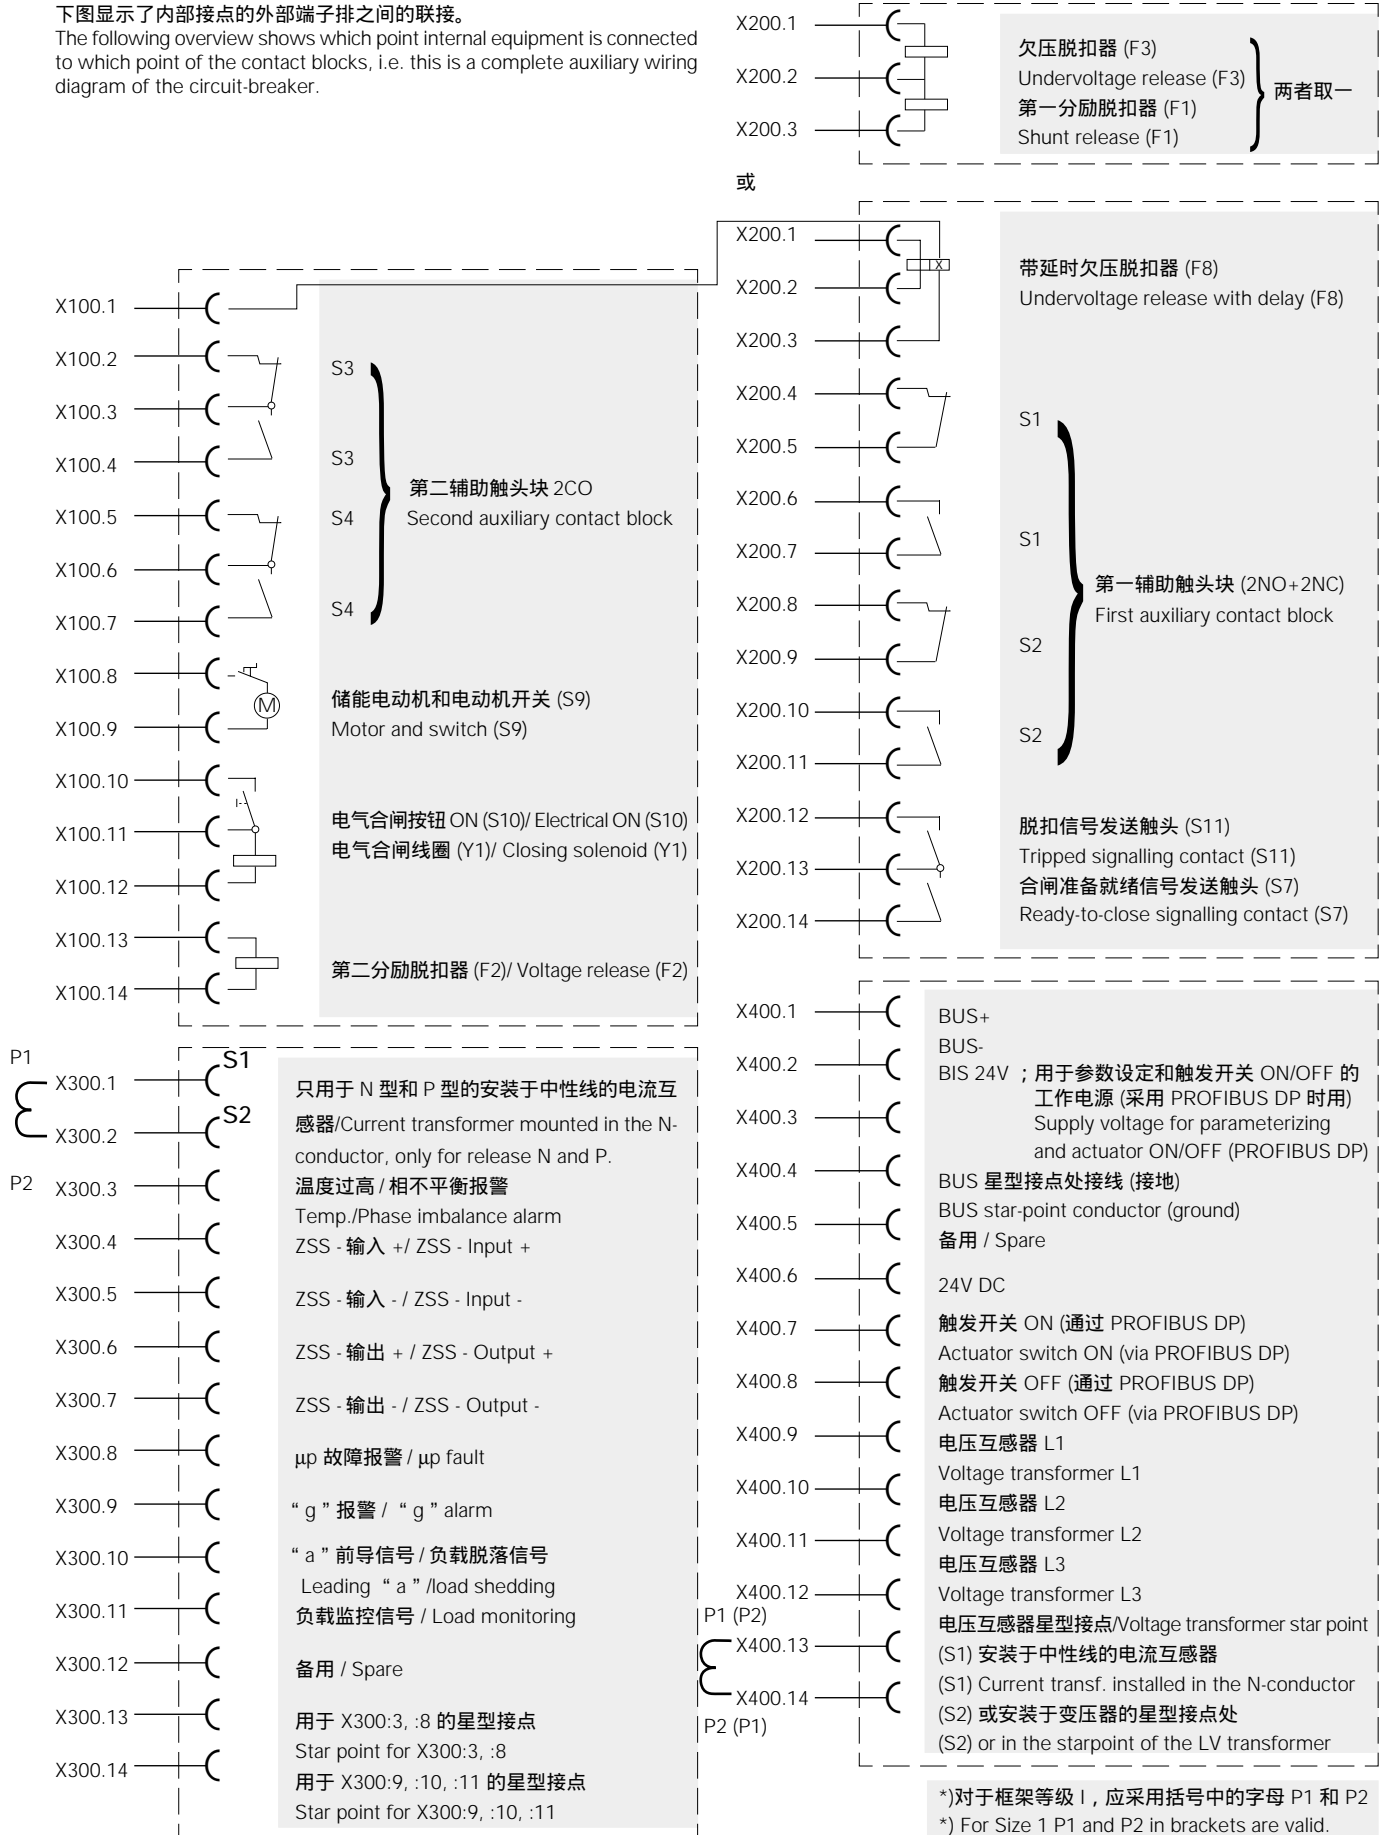 下图显示了内部接点的外部端子排之间的联接。
The following overview shows which point internal equipment is connected
to which point of the contact blocks, i.e. this is a complete auxiliary wiring
diagram of the circuit-breaker.
X200.1
X200.2
X200.3
欠压脱扣器 (F3)
Undervoltage release (F3)
第一分励脱扣器 (F1)
Shunt release (F1)
两者取一
或
X100.1
X100.2
X100.3
X100.4
X100.5
X100.6
X100.7
X100.8
X100.9
X100.10
X100.11
X100.12
X100.13
X100.14
M
S3
S3
S4
S4
第二辅助触头块 2CO
Second auxiliary contact block
储能电动机和电动机开关 (S9)
Motor and switch (S9)
电气合闸按钮 ON (S10)/ Electrical ON (S10)
电气合闸线圈 (Y1)/ Closing solenoid (Y1)
第二分励脱扣器 (F2)/ Voltage release (F2)
X200.1
X200.2
X200.3
X200.4
X200.5
X200.6
X200.7
X200.8
X200.9
X200.10
X200.11
X200.12
X200.13
X200.14
X
带延时欠压脱扣器 (F8)
Undervoltage release with delay (F8)
S1
S1
S2
S2
第一辅助触头块 (2NO+2NC)
First auxiliary contact block
脱扣信号发送触头 (S11)
Tripped signalling contact (S11)
合闸准备就绪信号发送触头 (S7)
Ready-to-close signalling contact (S7)
P1
P2
X300.1
X300.2
X300.3
X300.4
X300.5
X300.6
X300.7
X300.8
X300.9
X300.10
X300.11
X300.12
X300.13
X300.14
S1
S2
只用于 N 型和 P 型的安装于中性线的电流互
感器/Current transformer mounted in the N-
conductor, only for release N and P.
温度过高 / 相不平衡报警
Temp./Phase imbalance alarm
ZSS - 输入 +/ ZSS - Input +
ZSS - 输入 - / ZSS - Input -
ZSS - 输出 + / ZSS - Output +
ZSS - 输出 - / ZSS - Output -
μp 故障报警 / μp fault
“ g ” 报警 / “ g ” alarm
“ a ” 前导信号 / 负载脱落信号
Leading “ a ” /load shedding
负载监控信号 / Load monitoring
备用 / Spare
用于 X300:3, :8 的星型接点
Star point for X300:3, :8
用于 X300:9, :10, :11 的星型接点
Star point for X300:9, :10, :11
X400.1
X400.2
X400.3
X400.4
X400.5
X400.6
X400.7
X400.8
X400.9
X400.10
X400.11
X400.12
P1 (P2)
X400.13
X400.14
P2 (P1)
BUS+
BUS-
BIS 24V ；用于参数设定和触发开关 ON/OFF 的
工作电源 (采用 PROFIBUS DP 时用)
Supply voltage for parameterizing
and actuator ON/OFF (PROFIBUS DP)
BUS 星型接点处接线 (接地)
BUS star-point conductor (ground)
备用 / Spare
24V DC
触发开关 ON (通过 PROFIBUS DP)
Actuator switch ON (via PROFIBUS DP)
触发开关 OFF (通过 PROFIBUS DP)
Actuator switch OFF (via PROFIBUS DP)
电压互感器 L1
Voltage transformer L1
电压互感器 L2
Voltage transformer L2
电压互感器 L3
Voltage transformer L3
电压互感器星型接点/Voltage transformer star point
(S1) 安装于中性线的电流互感器
(S1) Current transf. installed in the N-conductor
(S2) 或安装于变压器的星型接点处
(S2) or in the starpoint of the LV transformer
*)对于框架等级 I，应采用括号中的字母 P1 和 P2
*) For Size 1 P1 and P2 in brackets are valid.